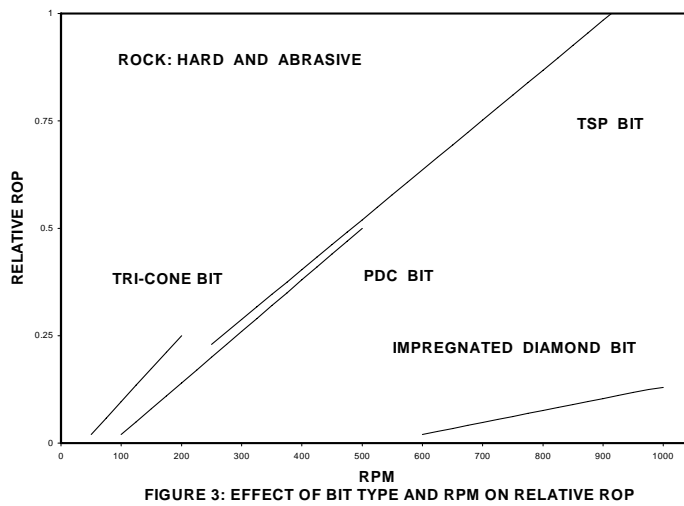 1
ROCK: HARD AND ABRASIVE
0.75
TSP BIT
RELATIVE ROP
0.5
TRI-CONE BIT
PDC BIT
0.25
IMPREGNATED DIAMOND BIT
0
0 100 200 300 400 500 600 700 800 900 1000
RPM
FIGURE 3: EFFECT OF BIT TYPE AND RPM ON RELATIVE ROP